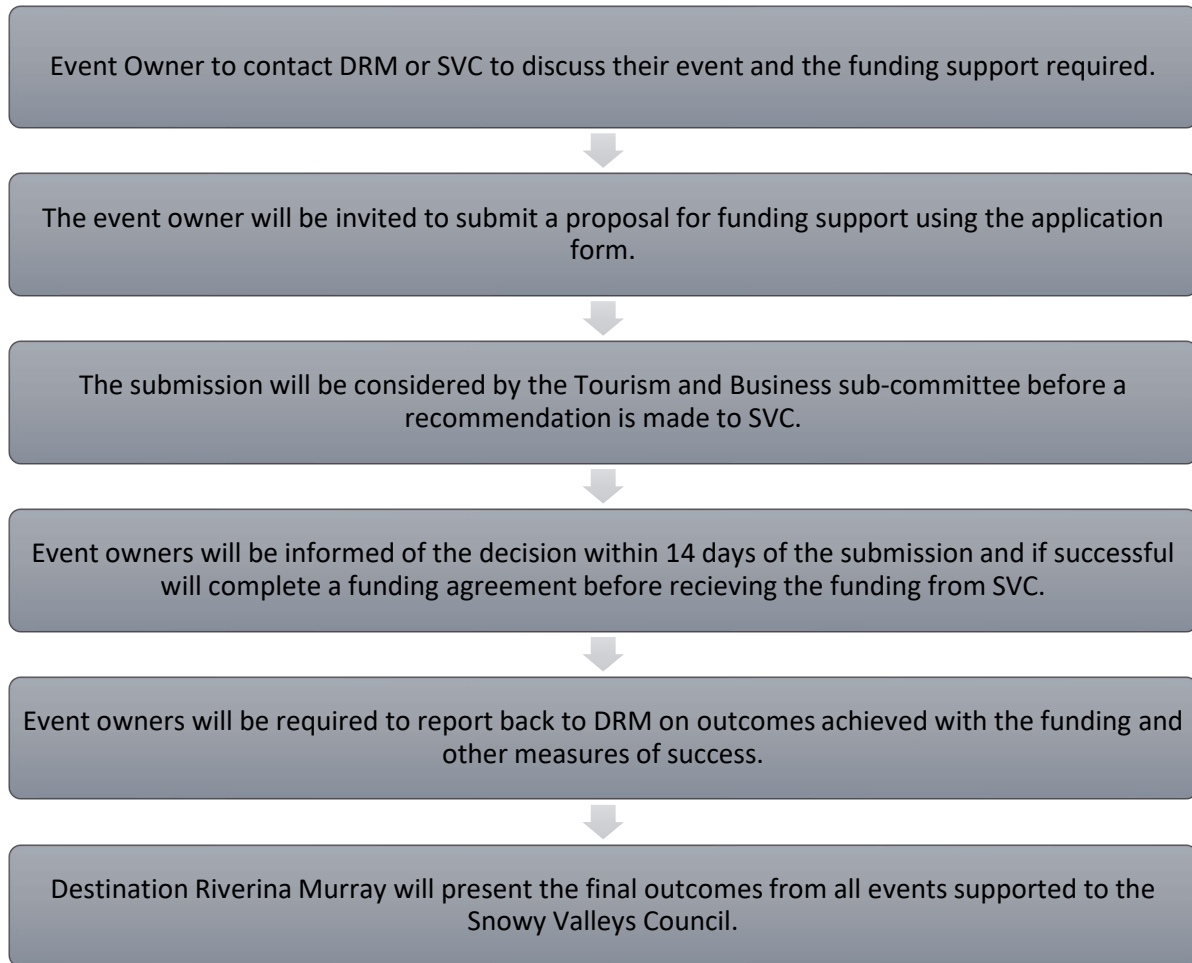 Event Owner to contact DRM or SVC to discuss their event and the funding support required.
The event owner will be invited to submit a proposal for funding support using the application
form.
The submission will be considered by the Tourism and Business sub-committee before a
recommendation is made to SVC.
Event owners will be informed of the decision within 14 days of the submission and if successful
will complete a funding agreement before recieving the funding from SVC.
Event owners will be required to report back to DRM on outcomes achieved with the funding and
other measures of success.
Destination Riverina Murray will present the final outcomes from all events supported to the
Snowy Valleys Council.